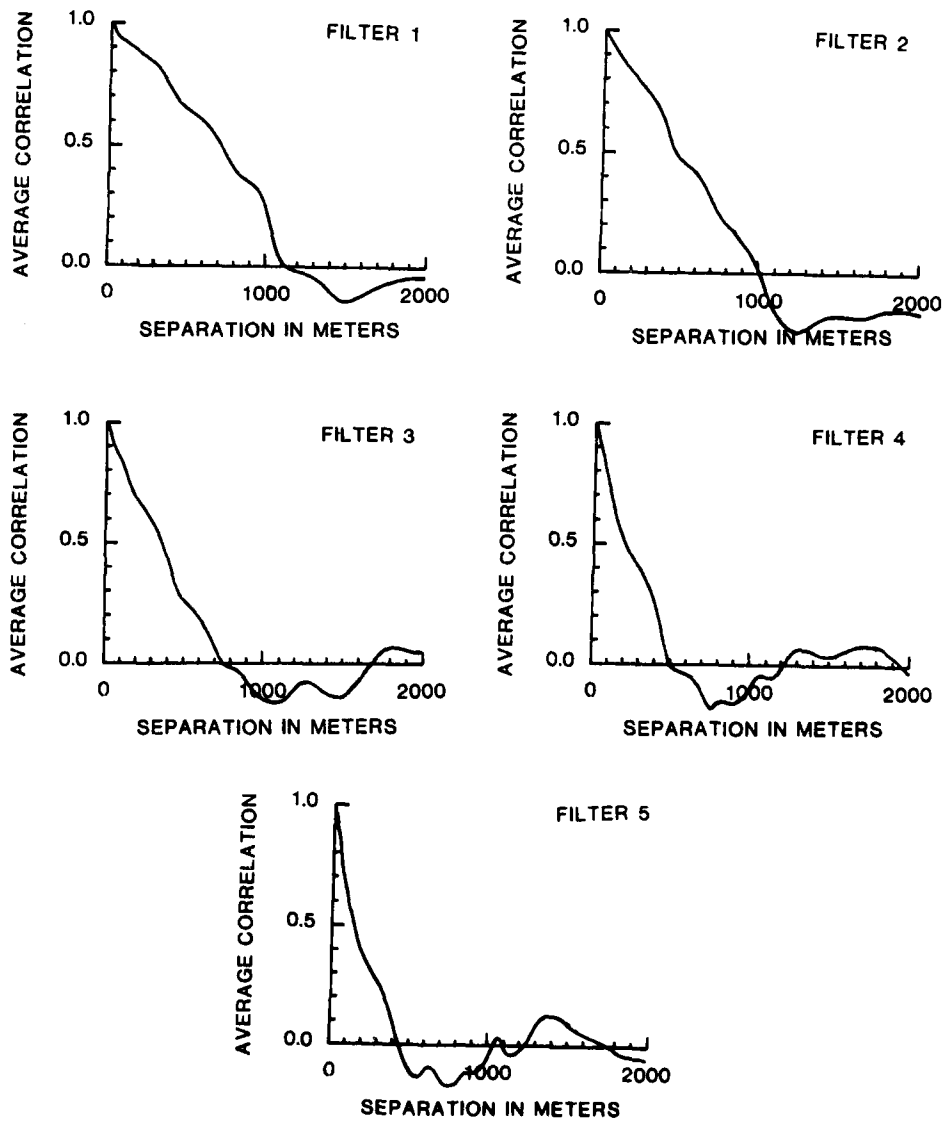 FILTER 1
AVERAGE CORRELATION
1.0
0.5
0.0
1000
2000
SEPARATION IN METERS
FILTER 2
AVERAGE CORRELATION
1.0
0.5
0.0
0
1000
2000
SEPARATION IN METERS
FILTER 3
AVERAGE CORRELATION
1.0
0.5
0.0
0
1000
2000
SEPARATION IN METERS
FILTER 4
AVERAGE CORRELATION
1.0
0.5
0.0
0
1000
2000
SEPARATION IN METERS
FILTER 5
AVERAGE CORRELATION
1.0
0.5
0.0
0
1000
2000
SEPARATION IN METERS